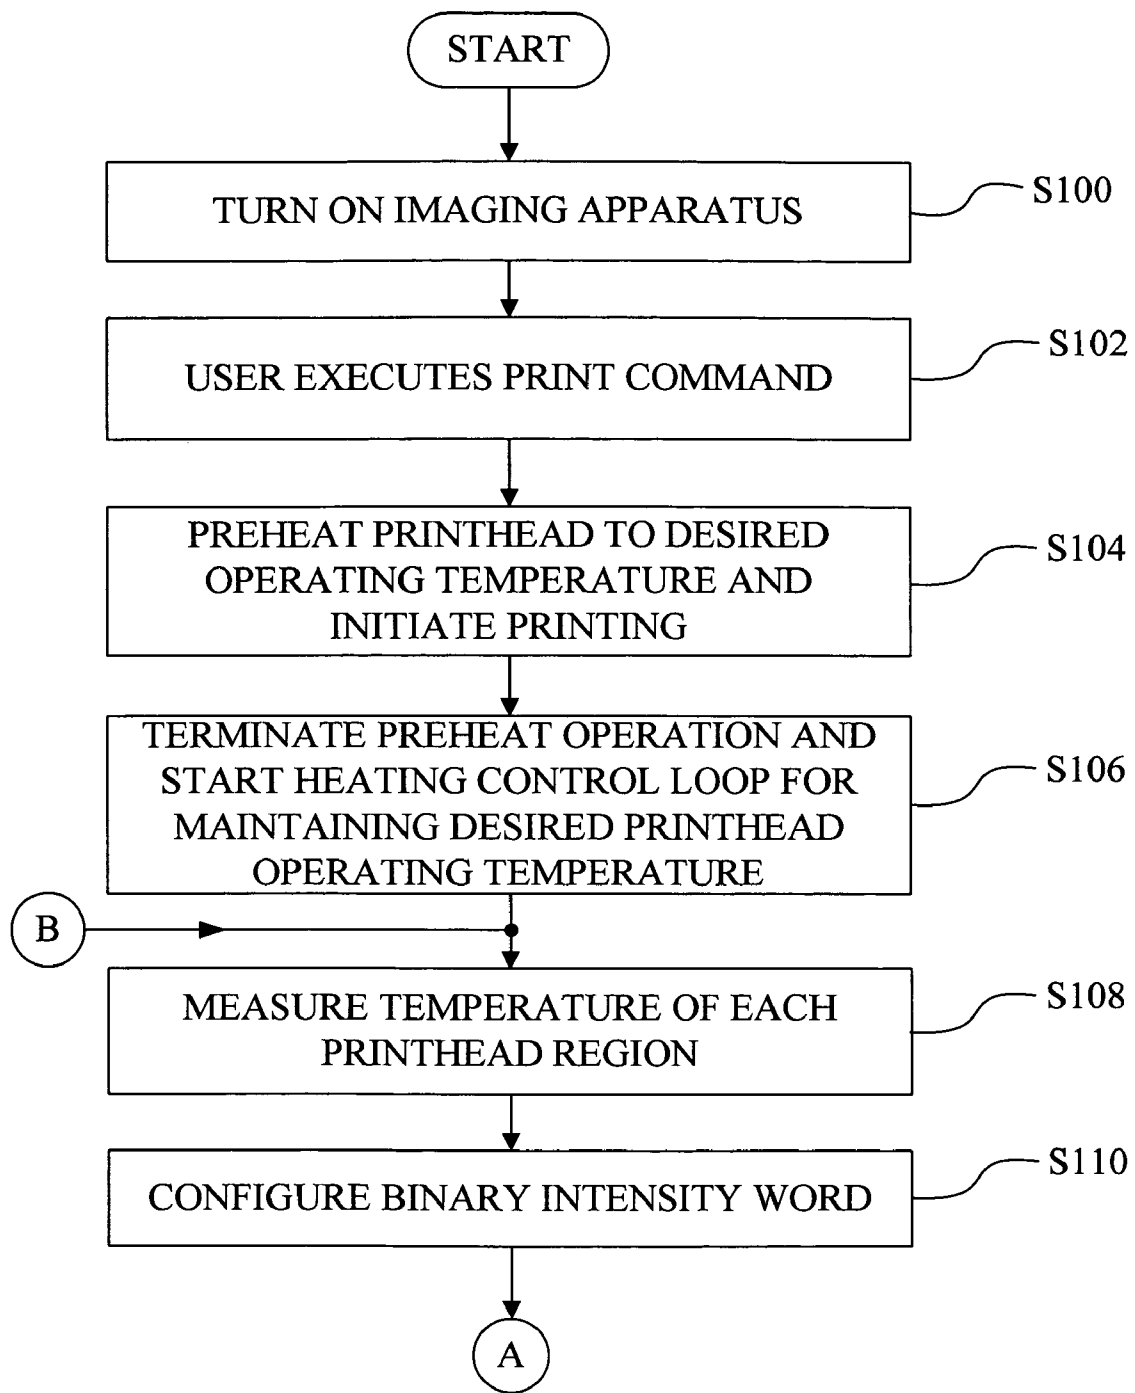 START
TURN ON IMAGING APPARATUS
S100
USER EXECUTES PRINT COMMAND
S102
PREHEAT PRINTHEAD TO DESIRED
OPERATING TEMPERATURE AND
INITIATE PRINTING
S104
TERMINATE PREHEAT OPERATION AND
START HEATING CONTROL LOOP FOR
MAINTAINING DESIRED PRINTHEAD
OPERATING TEMPERATURE
S106
B
MEASURE TEMPERATURE OF EACH
PRINTHEAD REGION
S108
CONFIGURE BINARY INTENSITY WORD
S110
A